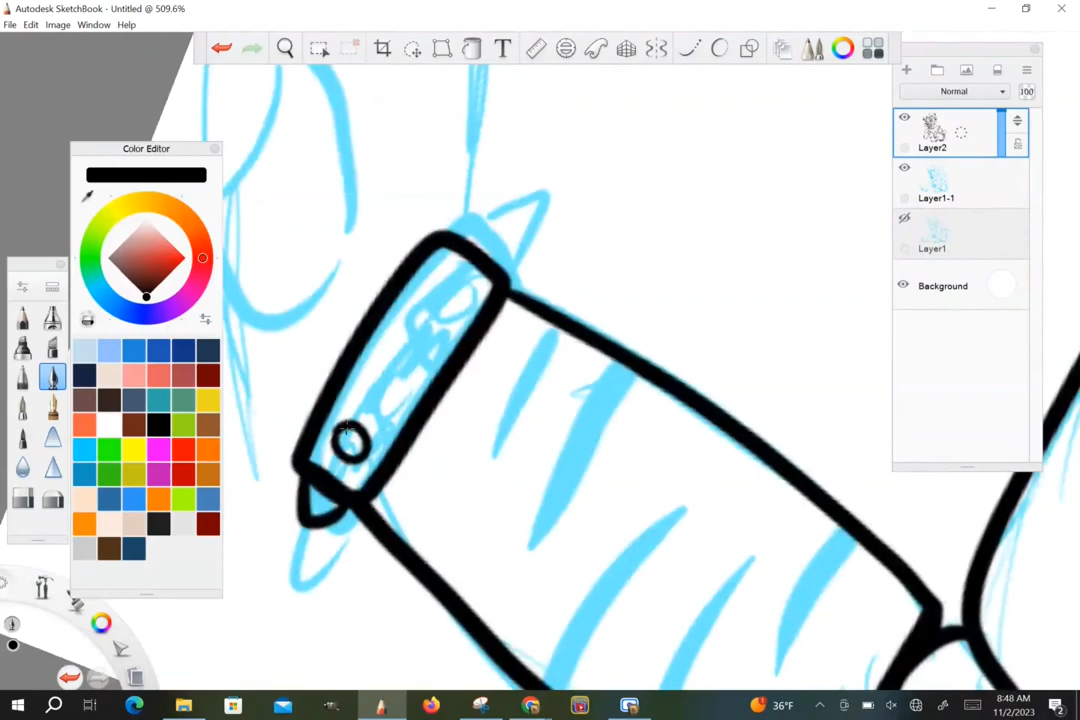 Autodesk SketchBook - Untitled @ 509.6%
File Edit Image Window Help
T
Color Editor
Normal
100
Layer2
Layer1-1
Layer1
Background
36°F
8:48 AM
11/2/2023
2